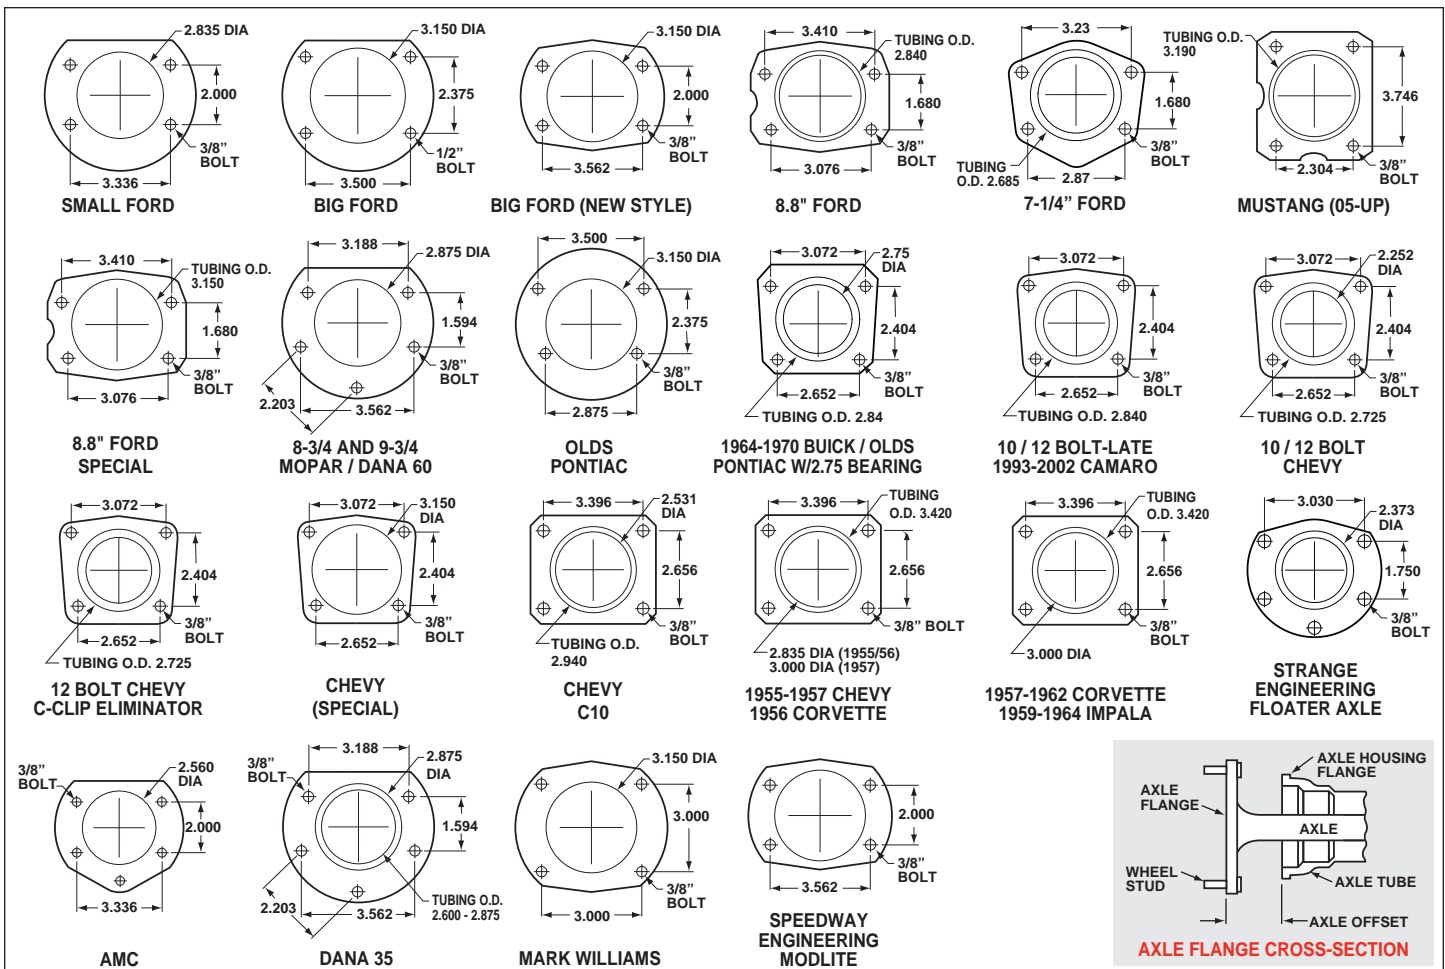 2.835 DIA
2.000
3/8”
BOLT
3.336
SMALL FORD
3.150 DIA
2.375
1/2”
BOLT
3.500
BIG FORD
3.150 DIA
2.000
3/8”
BOLT
3.562
BIG FORD (NEW STYLE)
3.410
TUBING O.D.
2.840
1.680
3/8”
BOLT
3.076
8.8" FORD
3.23
1.680
TUBING
O.D. 2.685
3/8”
BOLT
2.87
7-1/4” FORD
TUBING O.D.
3.190
3.746
3/8”
BOLT
2.304
MUSTANG (05-UP)
3.410
TUBING O.D.
3.150
1.680
3/8”
BOLT
3.076
8.8" FORD
SPECIAL
3.188
2.875 DIA
1.594
3/8”
BOLT
2.203
3.562
8-3/4 AND 9-3/4
MOPAR / DANA 60
3.500
3.150 DIA
2.375
3/8”
BOLT
2.875
OLDS
PONTIAC
3.072
2.75
DIA
2.404
3/8”
BOLT
2.652
TUBING O.D. 2.84
1964-1970 BUICK / OLDS
PONTIAC W/2.75 BEARING
3.072
2.404
3/8”
BOLT
2.652
TUBING O.D. 2.840
10 / 12 BOLT-LATE
1993-2002 CAMARO
3.072
2.252
DIA
2.404
3/8”
BOLT
2.652
TUBING O.D. 2.725
10 / 12 BOLT
CHEVY
3.072
2.404
3/8”
BOLT
2.652
TUBING O.D. 2.725
12 BOLT CHEVY
C-CLIP ELIMINATOR
3.072
3.150
DIA
2.404
3/8”
BOLT
2.652
CHEVY
(SPECIAL)
3.396
2.531
DIA
2.656
3/8”
BOLT
TUBING O.D.
2.940
CHEVY
C10
3.396
TUBING
O.D. 3.420
2.656
3/8” BOLT
2.835 DIA (1955/56)
3.000 DIA (1957)
1955-1957 CHEVY
1956 CORVETTE
3.396
TUBING
O.D. 3.420
2.656
3/8”
BOLT
3.000 DIA
1957-1962 CORVETTE
1959-1964 IMPALA
3.030
2.373
DIA
1.750
3/8”
BOLT
STRANGE
ENGINEERING
FLOATER AXLE
3/8”
BOLT
2.560
DIA
2.000
3.336
AMC
3/8”
BOLT
3.188
2.875
DIA
1.594
2.203
3.562
TUBING O.D.
2.600 - 2.875
DANA 35
3.150 DIA
3.000
3/8”
BOLT
3.000
MARK WILLIAMS
2.000
3/8”
BOLT
3.562
SPEEDWAY
ENGINEERING
MODLITE
AXLE HOUSING
FLANGE
AXLE
FLANGE
AXLE
WHEEL
STUD
AXLE TUBE
AXLE OFFSET
AXLE FLANGE CROSS-SECTION